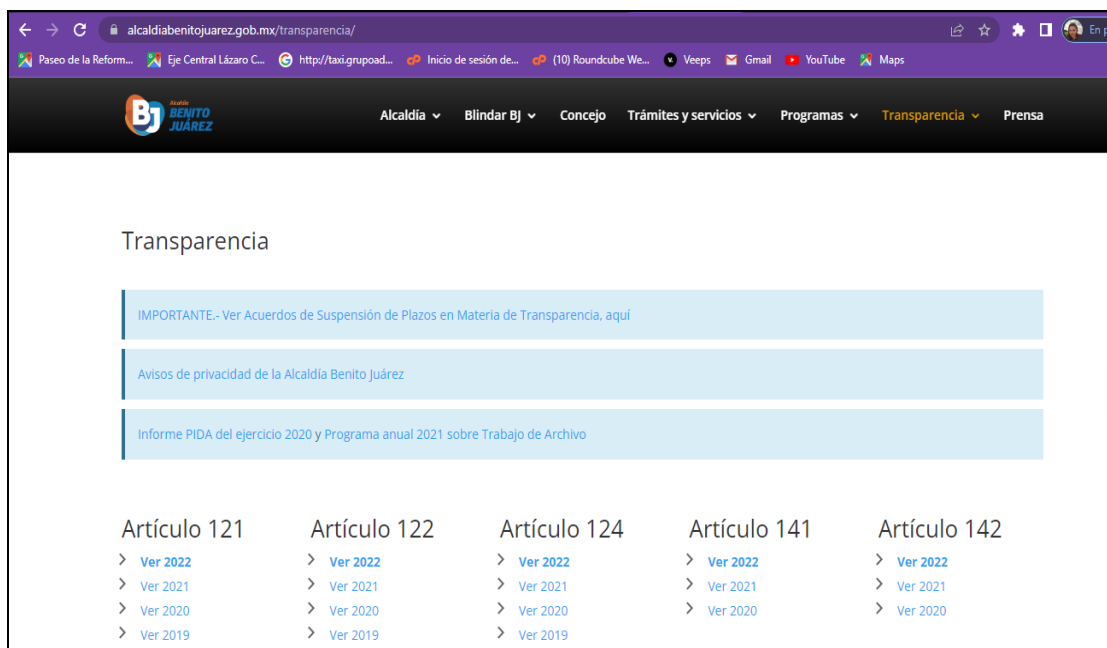 alcaldiabenitojuarez.gob.mx/transparencia/
En p
Paseo de la Reform... Eje Central Lázaro C... http://taxi.grupoad... Inicio de sesión de... (10) Roundcube We... Veeps Gmail YouTube Maps
Alcaldía
BENITO
JUÁREZ
BJ
Alcaldía Blindar BJ Concejo Trámites y servicios Programas Transparencia Prensa
Transparencia
IMPORTANTE.- Ver Acuerdos de Suspensión de Plazos en Materia de Transparencia, aquí
Avisos de privacidad de la Alcaldía Benito Juárez
Informe PIDA del ejercicio 2020 y Programa anual 2021 sobre Trabajo de Archivo
Artículo 121 Artículo 122 Artículo 124 Artículo 141 Artículo 142
Ver 2022 Ver 2022 Ver 2022 Ver 2022 Ver 2022
Ver 2021 Ver 2021 Ver 2021 Ver 2021 Ver 2021
Ver 2020 Ver 2020 Ver 2020 Ver 2020 Ver 2020
Ver 2019 Ver 2019 Ver 2019